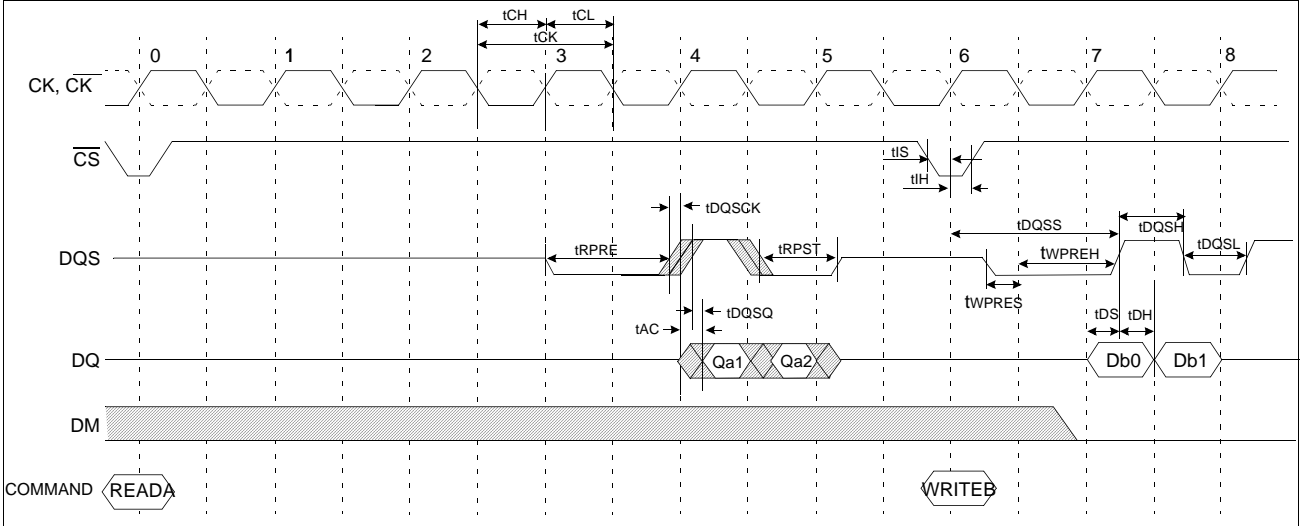 tCH tCL
tCK
0 1 2 3 4 5 6 7 8
CK, CK
CS
tIS
tIH
tDQSCK
tDQSS
tDQSH
tRPRE
tRPST
tDQSL
DQS
tWPREH
tWPRES
tDQSQ
tAC
tDS tDH
DQ
Qa1 Qa2
Db0 Db1
DM
COMMAND
READA
WRITEB